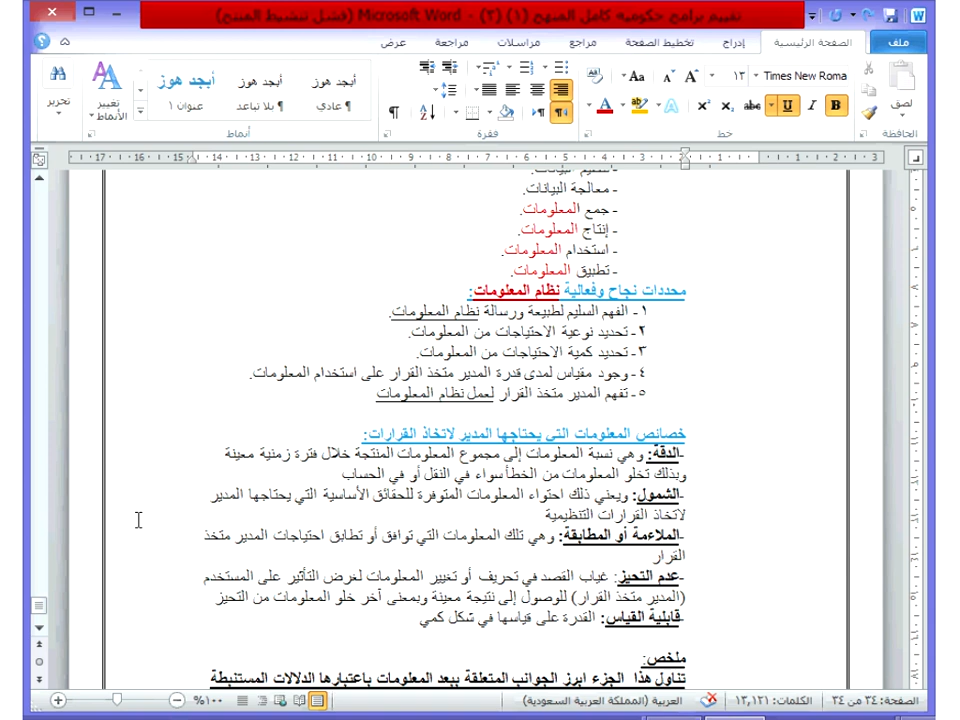 تقييم برامج حكومية كامل المنهج (١) (٢) - Microsoft Word (فشل تنشيط المنتج)
ملف الصفحة الرئيسية إدراج تخطيط الصفحة مراجع مراسلات مراجعة عرض
لصق
Times New Roma ١٣
أبجد هوز أبجد هوز أبجد هوز
¶ عادي ¶ بلا تباعد عنوان ١
تغيير الأنماط
تحرير
الحافظة خط فقرة أنماط
- معالجة البيانات.
- جمع المعلومات.
- إنتاج المعلومات.
- استخدام المعلومات.
- تطبيق المعلومات.
محددات نجاح وفعالية نظام المعلومات:
١- الفهم السليم لطبيعة ورسالة نظام المعلومات.
٢- تحديد نوعية الاحتياجات من المعلومات.
٣- تحديد كمية الاحتياجات من المعلومات.
٤- وجود مقياس لمدى قدرة المدير متخذ القرار على استخدام المعلومات.
٥- تفهم المدير متخذ القرار لعمل نظام المعلومات
خصائص المعلومات التي يحتاجها المدير لاتخاذ القرارات:
-الدقة: وهي نسبة المعلومات إلى مجموع المعلومات المنتجة خلال فترة زمنية معينة
وبذلك تخلو المعلومات من الخطأ سواء في النقل أو في الحساب
-الشمول: ويعني ذلك احتواء المعلومات المتوفرة للحقائق الأساسية التي يحتاجها المدير
لاتخاذ القرارات التنظيمية
-الملاءمة أو المطابقة: وهي تلك المعلومات التي توافق أو تطابق احتياجات المدير متخذ
القرار
-عدم التحيز: غياب القصد في تحريف أو تغيير المعلومات لغرض التأثير على المستخدم
(المدير متخذ القرار) للوصول إلى نتيجة معينة وبمعنى آخر خلو المعلومات من التحيز
-قابلية القياس: القدرة على قياسها في شكل كمي
ملخص:
تناول هذا الجزء ابرز الجوانب المتعلقة ببعد المعلومات باعتبارها الدلالات المستنبطة
الصفحة: ٣٤ من ٣٤ الكلمات: ١٣,١٢١ العربية (المملكة العربية السعودية) ١٠٠%